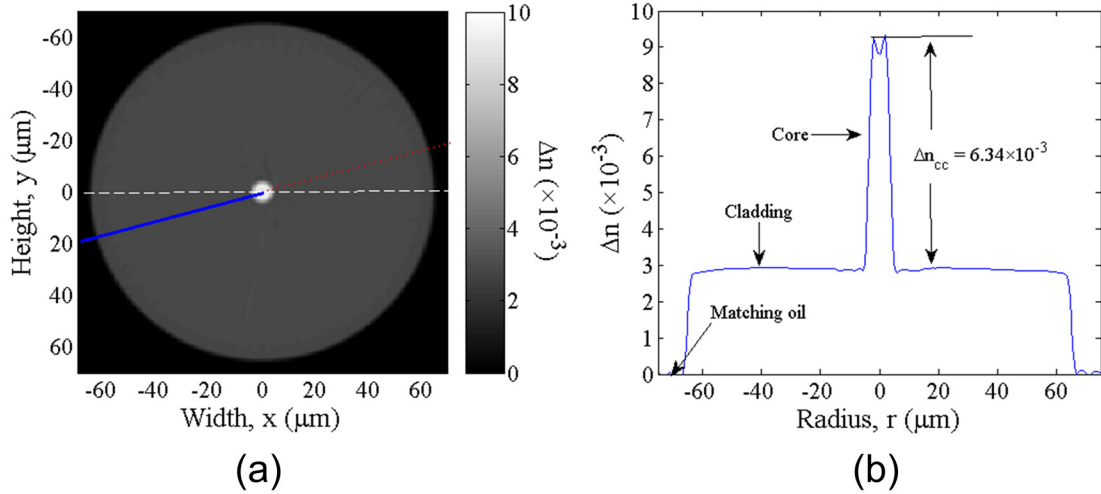 -60
-40
-20
0
20
40
60
Height, y (μm)
-60 -40 -20 0 20 40 60
Width, x (μm)
10
8
6
4
2
0
Δn (×10⁻³)
(a)
10
9
8
7
6
5
4
3
2
1
0
Δn (×10⁻³)
Core
Δn_cc = 6.34×10⁻³
Cladding
Matching oil
-60 -40 -20 0 20 40 60
Radius, r (μm)
(b)